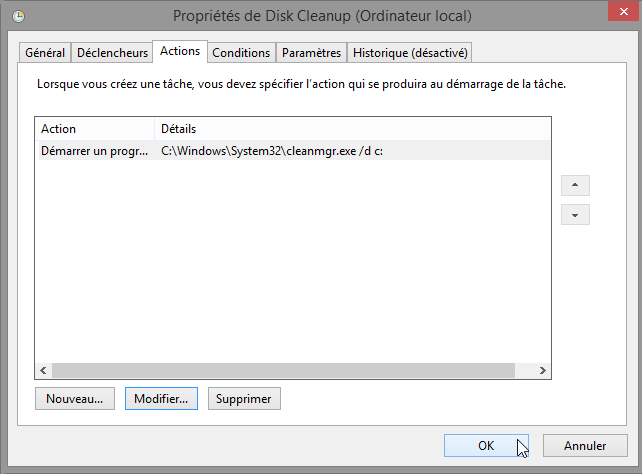 Propriétés de Disk Cleanup (Ordinateur local)
Général Déclencheurs Actions Conditions Paramètres Historique (désactivé)
Lorsque vous créez une tâche, vous devez spécifier l'action qui se produira au démarrage de la tâche.
Action Détails
Démarrer un progr... C:\Windows\System32\cleanmgr.exe /d c:
Nouveau... Modifier... Supprimer
OK Annuler